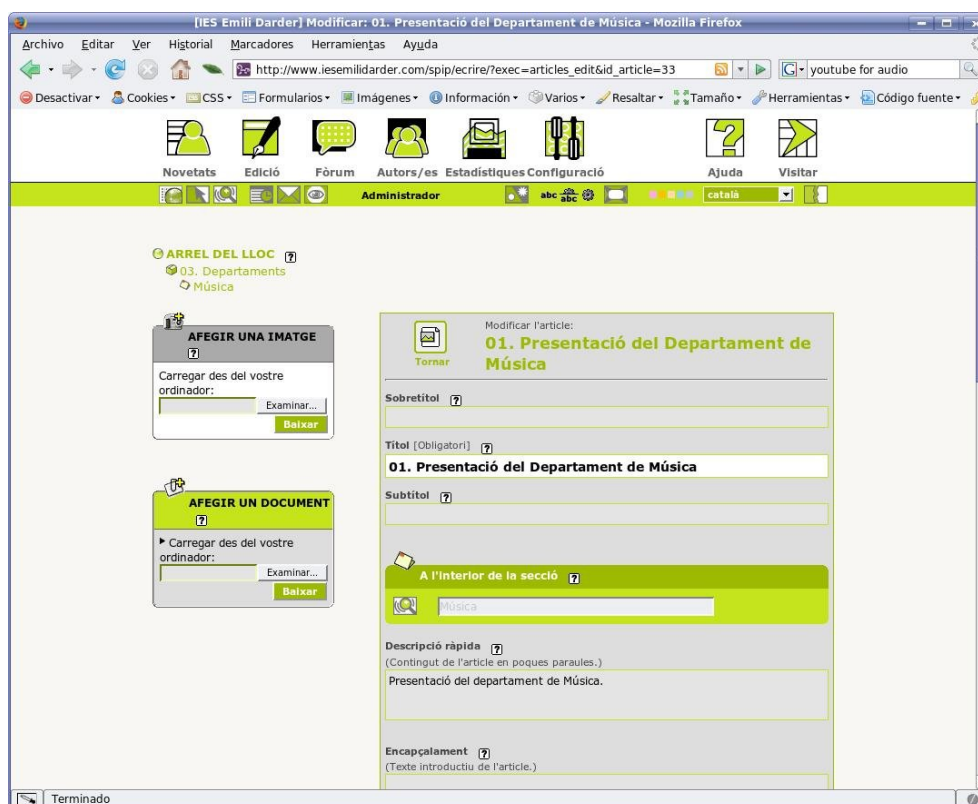 [IES Emili Darder] Modificar: 01. Presentació del Departament de Música - Mozilla Firefox
Archivo Editar Ver Historial Marcadores Herramientas Ayuda
http://www.iesemilidarder.com/spip/ecrire/?exec=articles_edit&id_article=33 G youtube for audio
Desactivar Cookies CSS Formularios Imágenes Información Varios Resaltar Tamaño Herramientas Código fuente
Novetats Edició Fòrum Autors/es Estadístiques Configuració Ajuda Visitar
Administrador abc abc català
ARREL DEL LLOC ?
03. Departaments
Música
AFEGIR UNA IMATGE
?
Carregar des del vostre
ordinador:
Examinar...
Baixar
AFEGIR UN DOCUMENT
?
Carregar des del vostre
ordinador:
Examinar...
Baixar
Tornar
Modificar l'article:
01. Presentació del Departament de
Música
Sobretítol ?
Títol [Obligatori] ?
01. Presentació del Departament de Música
Subtítol ?
A l'interior de la secció ?
Música
Descripció ràpida ?
(Contingut de l'article en poques paraules.)
Presentació del departament de Música.
Encapçalament ?
(Texte introductiu de l'article.)
Terminado